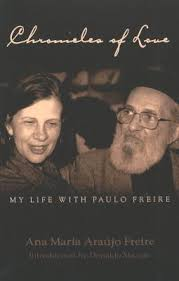 Chronicles of Love
MY LIFE WITH PAULO FREIRE
Ana Maria Araújo Freire
Introduction by Donaldo Macedo